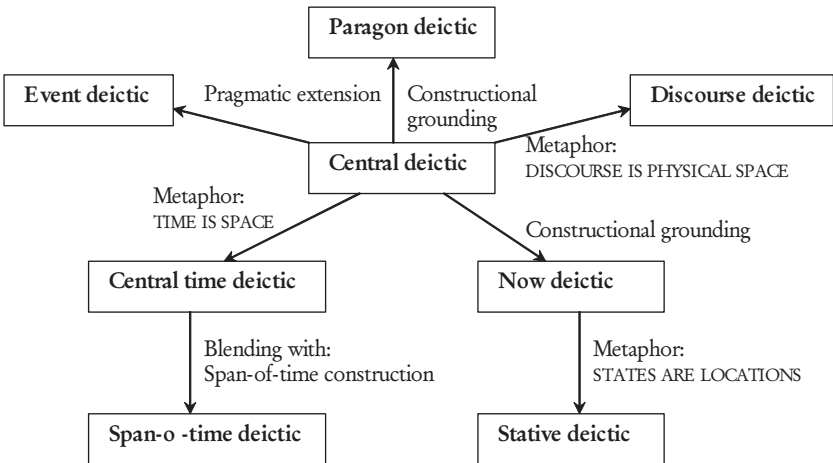 Paragon deictic
Event deictic
Pragmatic extension
Constructional
grounding
Discourse deictic
Central deictic
Metaphor:
DISCOURSE IS PHYSICAL SPACE
Metaphor:
TIME IS SPACE
Constructional grounding
Central time deictic
Now deictic
Blending with:
Span-of-time construction
Metaphor:
STATES ARE LOCATIONS
Span-o -time deictic
Stative deictic